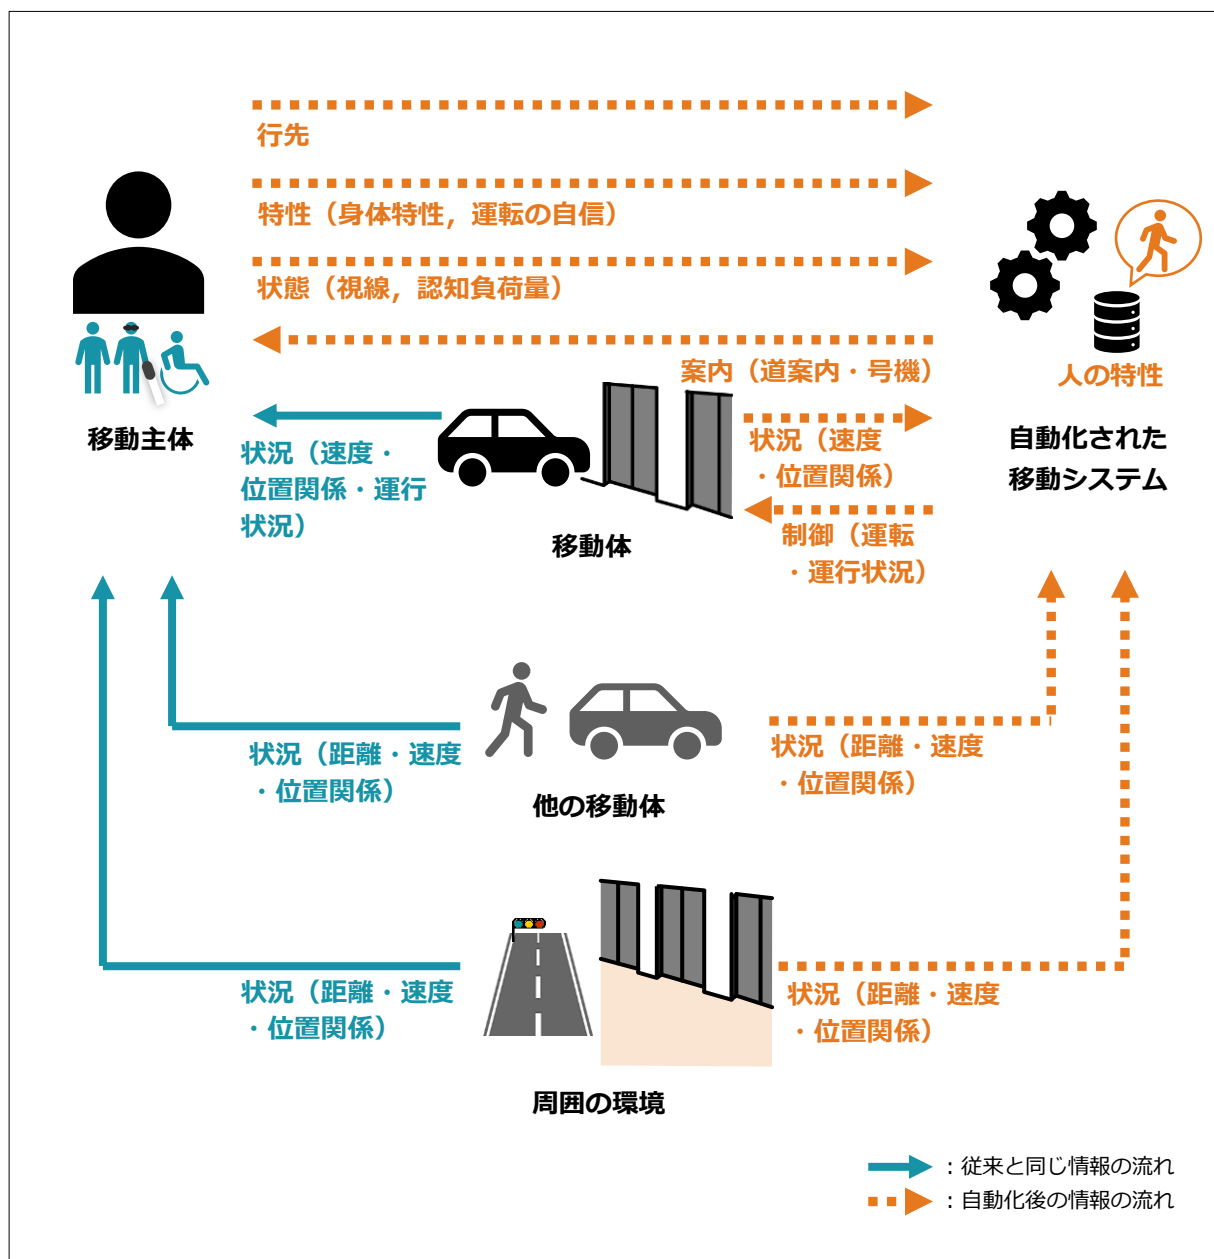 行先
特性（身体特性，運転の自信）
状態（視線，認知負荷量）
案内（道案内・号機）
人の特性
移動主体
自動化された
移動システム
状況（速度・
位置関係・運行
状況）
状況（速度
・位置関係）
移動体
制御（運転
・運行状況）
状況（距離・速度
・位置関係）
他の移動体
状況（距離・速度
・位置関係）
状況（距離・速度
・位置関係）
状況（距離・速度
・位置関係）
周囲の環境
：従来と同じ情報の流れ
：自動化後の情報の流れ